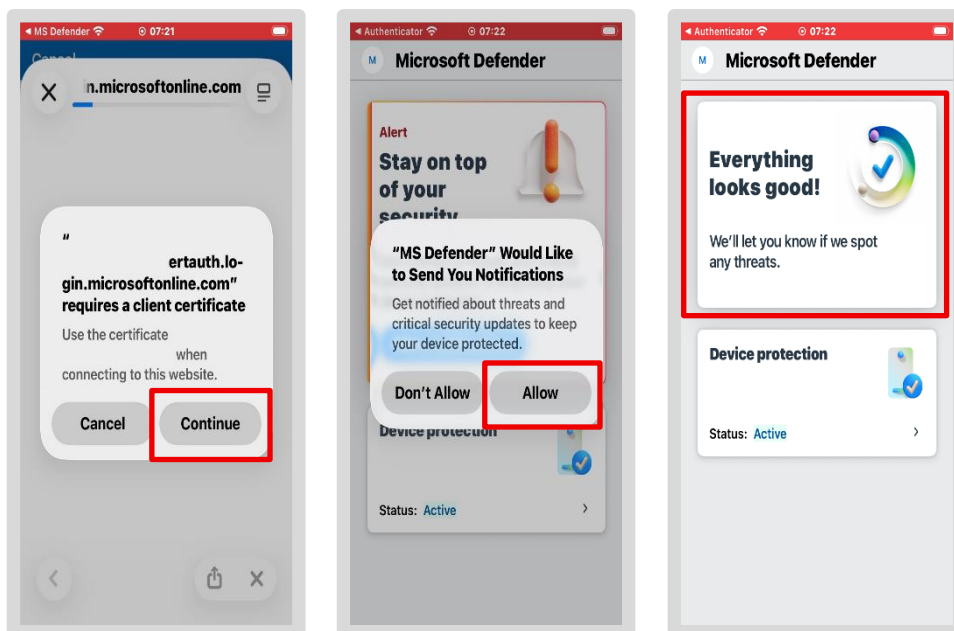 MS Defender 07:21
Cancel
n.microsoftonline.com
"
ertauth.lo-
gin.microsoftonline.com"
requires a client certificate
Use the certificate
when
connecting to this website.
Cancel Continue
Authenticator 07:22
M Microsoft Defender
Alert
Stay on top
of your
security
"MS Defender" Would Like
to Send You Notifications
Get notified about threats and
critical security updates to keep
your device protected.
Don't Allow Allow
Device protection
Status: Active
Authenticator 07:22
M Microsoft Defender
Everything
looks good!
We'll let you know if we spot
any threats.
Device protection
Status: Active